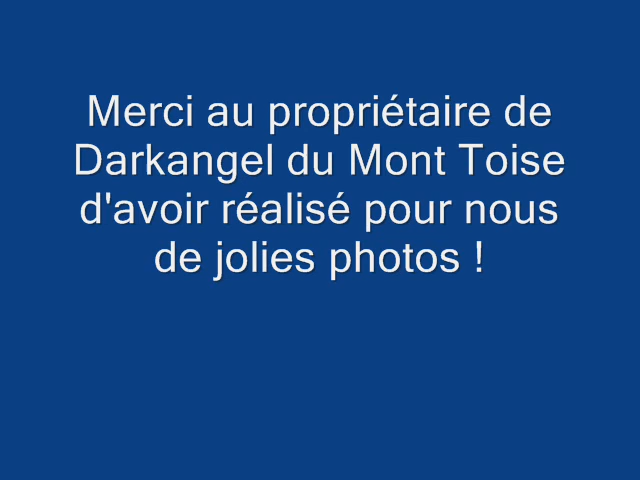 Merci au propriétaire de
Darkangel du Mont Toise
d'avoir réalisé pour nous
de jolies photos !